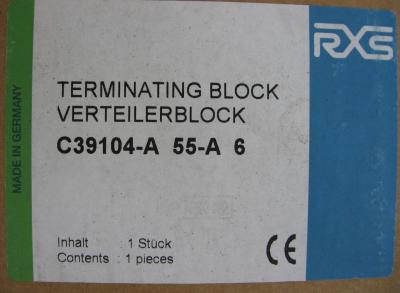 RXS
TERMINATING BLOCK
VERTEILERBLOCK
C39104-A 55-A 6
MADE IN GERMANY
Inhalt : 1 Stück
Contents : 1 pieces
CE